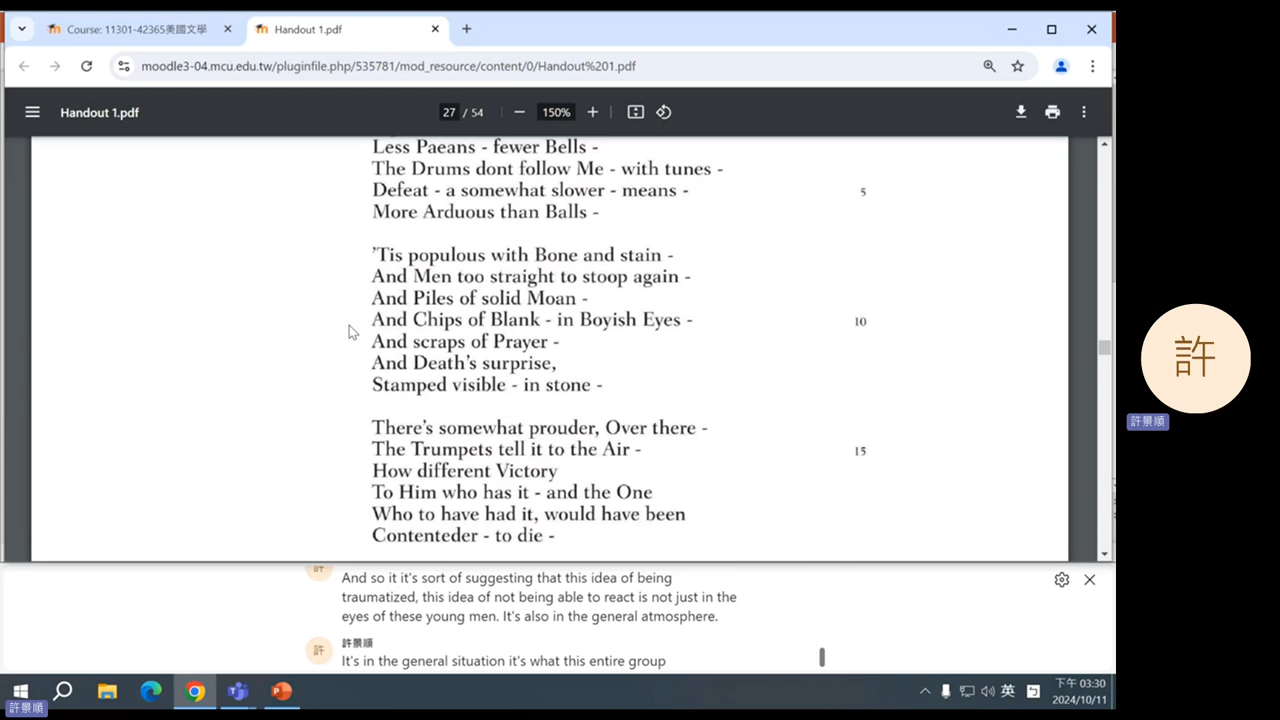 Course: 11301-42365美國文學
Handout 1.pdf
moodle3-04.mcu.edu.tw/pluginfile.php/535781/mod_resource/content/0/Handout%201.pdf
Handout 1.pdf
27 / 54
150%
Less Paeans - fewer Bells -
The Drums dont follow Me - with tunes -
Defeat - a somewhat slower - means - 5
More Arduous than Balls -
'Tis populous with Bone and stain -
And Men too straight to stoop again -
And Piles of solid Moan -
And Chips of Blank - in Boyish Eyes - 10
And scraps of Prayer -
And Death's surprise,
Stamped visible - in stone -
There's somewhat prouder, Over there -
The Trumpets tell it to the Air - 15
How different Victory
To Him who has it - and the One
Who to have had it, would have been
Contenteder - to die -
許
許景順
許
And so it it's sort of suggesting that this idea of being
traumatized, this idea of not being able to react is not just in the
eyes of these young men. It's also in the general atmosphere.
許
許景順
It's in the general situation it's what this entire group
英
下午 03:30
2024/10/11
許景順